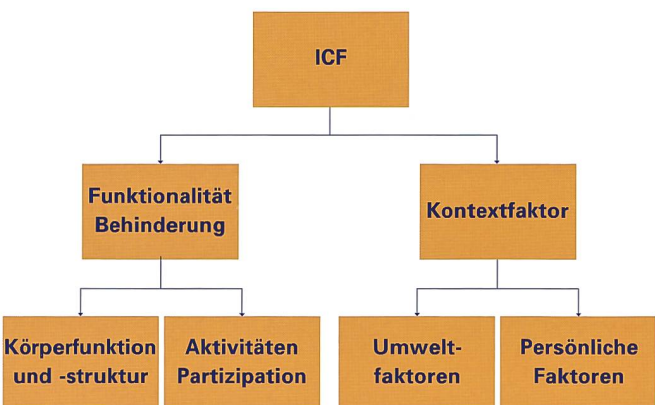 ICF
Funktionalität
Behinderung
Kontextfaktor
Körperfunktion
und -struktur
Aktivitäten
Partizipation
Umwelt-
faktoren
Persönliche
Faktoren